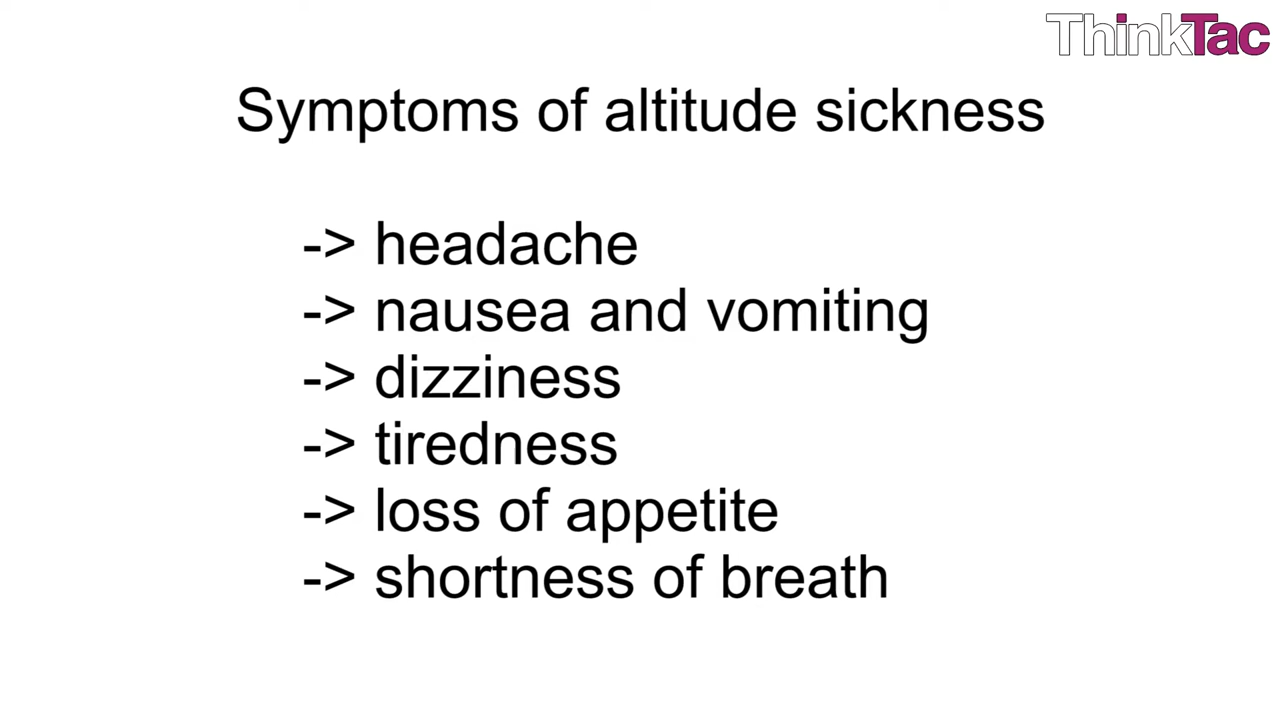 ThinkTac
Symptoms of altitude sickness
-> headache
-> nausea and vomiting
-> dizziness
-> tiredness
-> loss of appetite
-> shortness of breath